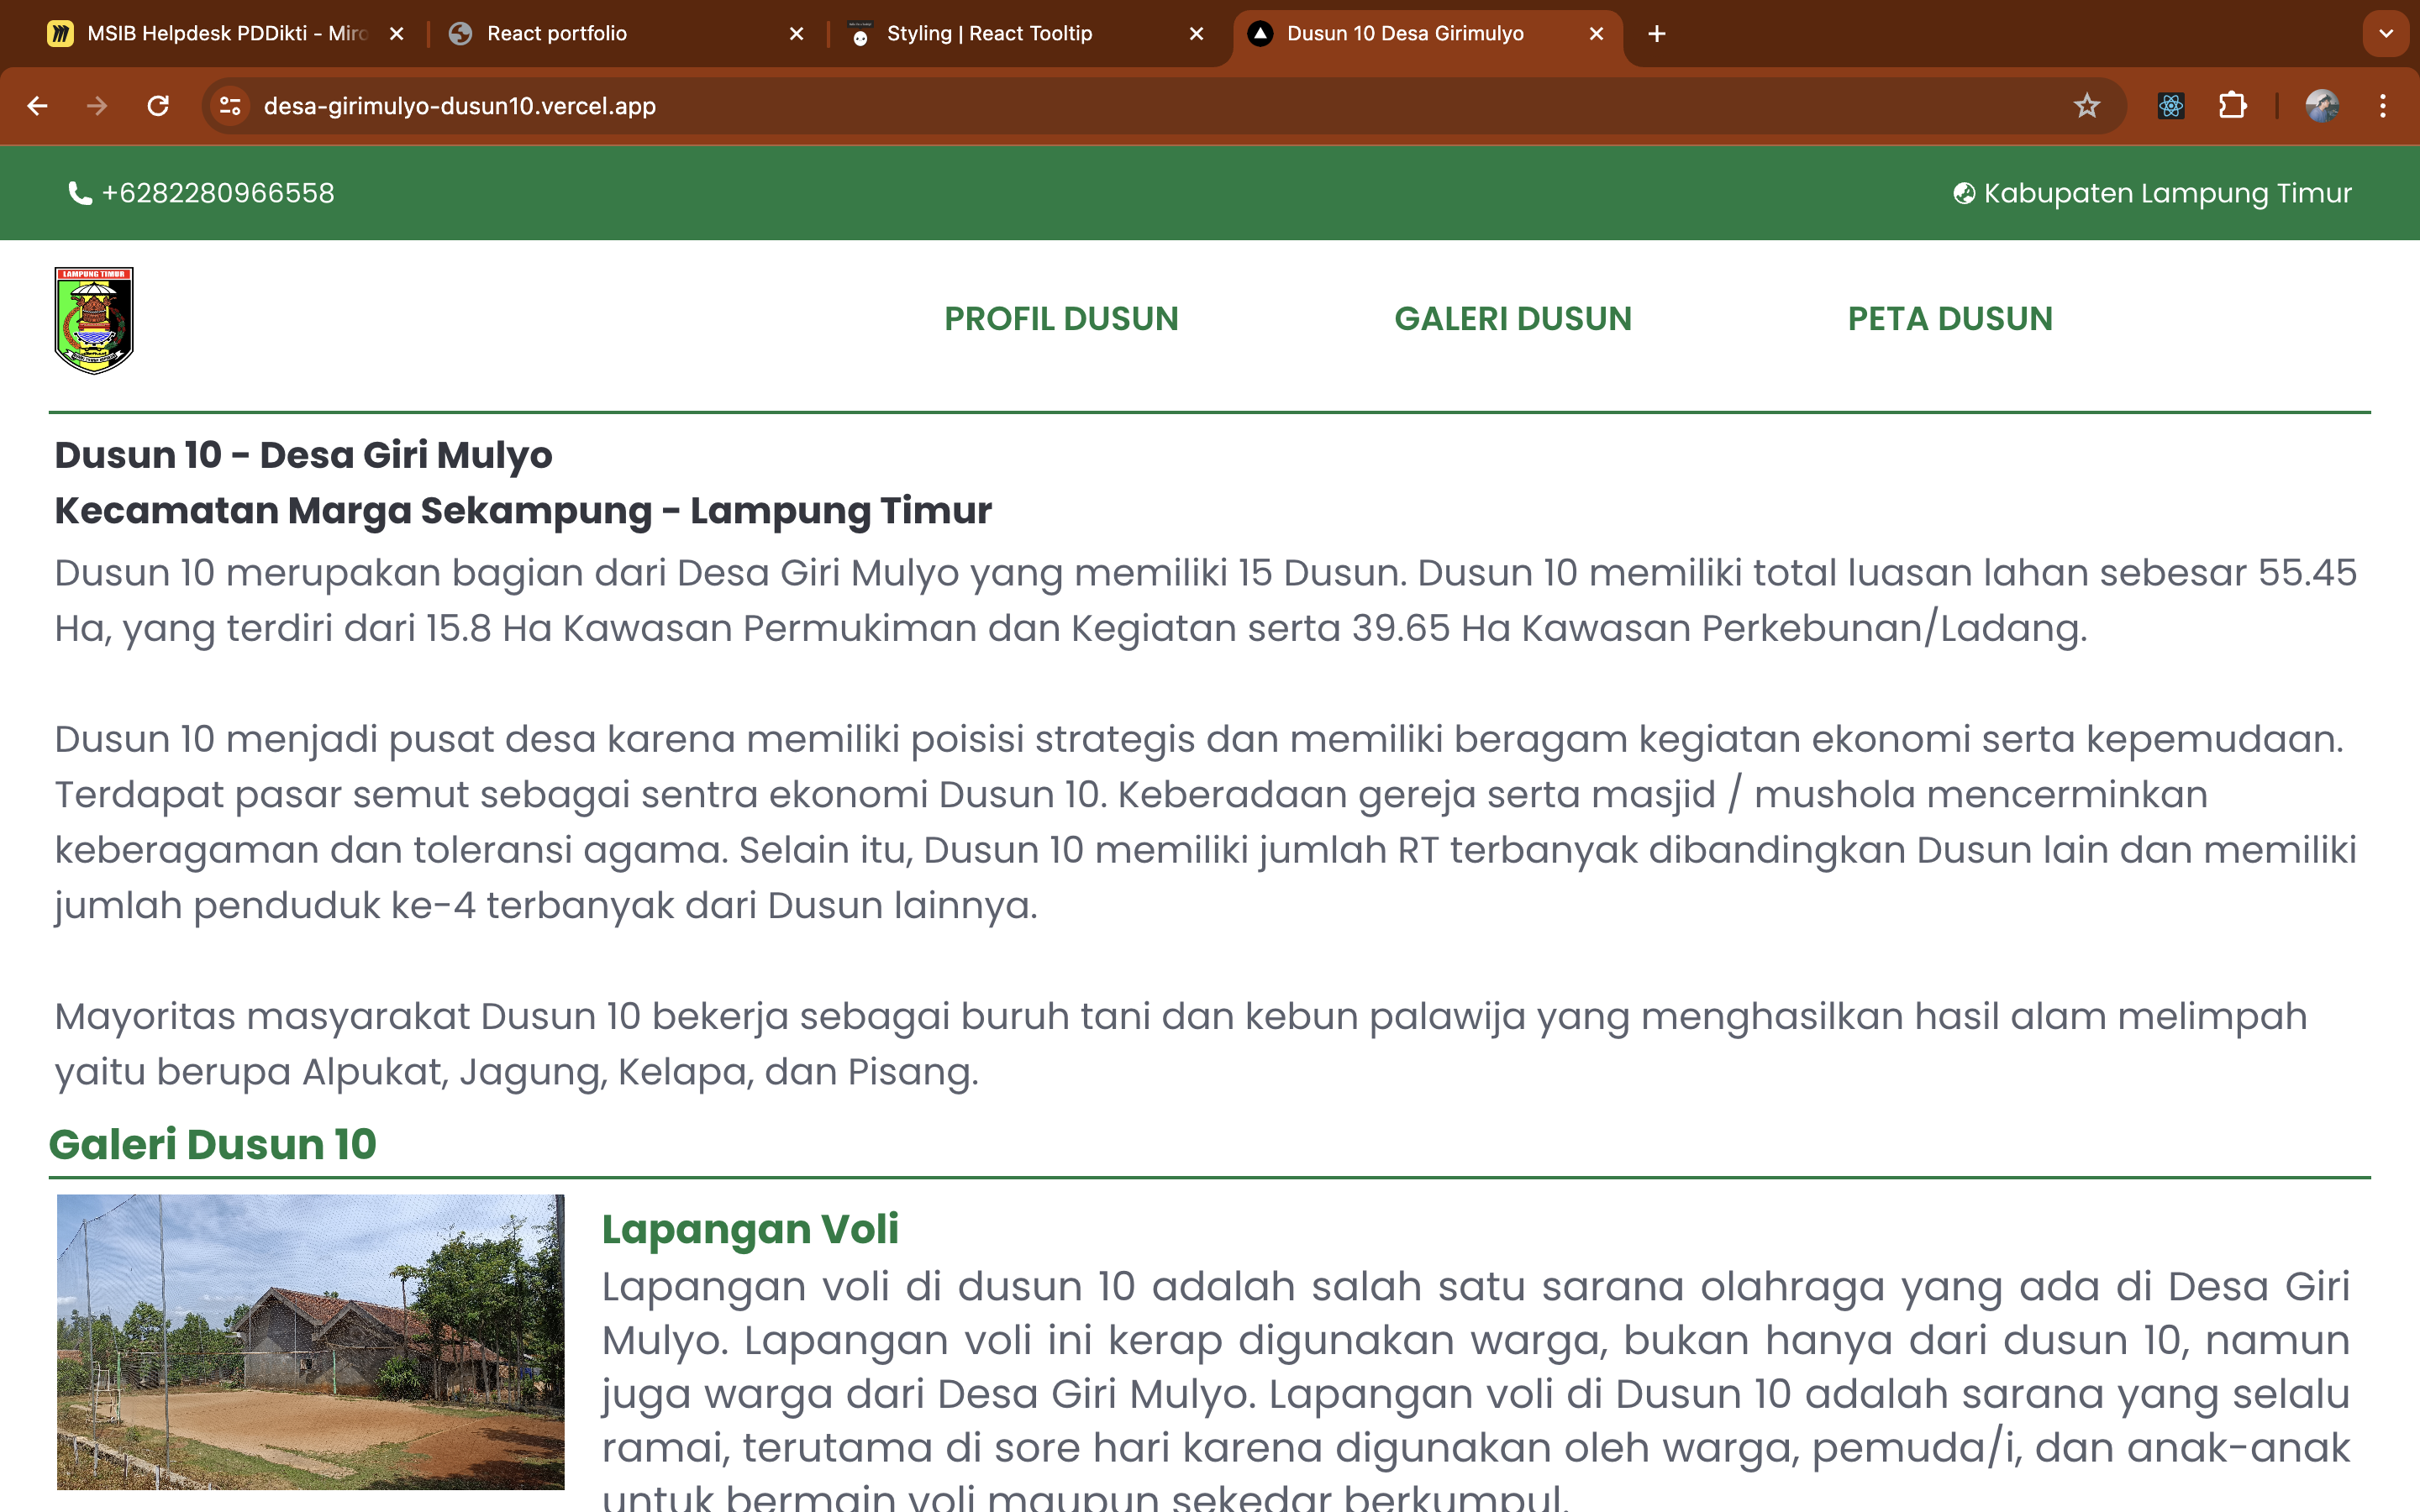 MSIB Helpdesk PDDikti - Miro
React portfolio
Styling | React Tooltip
Dusun 10 Desa Girimulyo
desa-girimulyo-dusun10.vercel.app
+6282280966558
Kabupaten Lampung Timur
LAMPUNG TIMUR
PROFIL DUSUN
GALERI DUSUN
PETA DUSUN
Dusun 10 - Desa Giri Mulyo
Kecamatan Marga Sekampung - Lampung Timur
Dusun 10 merupakan bagian dari Desa Giri Mulyo yang memiliki 15 Dusun. Dusun 10 memiliki total luasan lahan sebesar 55.45
Ha, yang terdiri dari 15.8 Ha Kawasan Permukiman dan Kegiatan serta 39.65 Ha Kawasan Perkebunan/Ladang.
Dusun 10 menjadi pusat desa karena memiliki poisisi strategis dan memiliki beragam kegiatan ekonomi serta kepemudaan.
Terdapat pasar semut sebagai sentra ekonomi Dusun 10. Keberadaan gereja serta masjid / mushola mencerminkan
keberagaman dan toleransi agama. Selain itu, Dusun 10 memiliki jumlah RT terbanyak dibandingkan Dusun lain dan memiliki
jumlah penduduk ke-4 terbanyak dari Dusun lainnya.
Mayoritas masyarakat Dusun 10 bekerja sebagai buruh tani dan kebun palawija yang menghasilkan hasil alam melimpah
yaitu berupa Alpukat, Jagung, Kelapa, dan Pisang.
Galeri Dusun 10
Lapangan Voli
Lapangan voli di dusun 10 adalah salah satu sarana olahraga yang ada di Desa Giri
Mulyo. Lapangan voli ini kerap digunakan warga, bukan hanya dari dusun 10, namun
juga warga dari Desa Giri Mulyo. Lapangan voli di Dusun 10 adalah sarana yang selalu
ramai, terutama di sore hari karena digunakan oleh warga, pemuda/i, dan anak-anak
untuk bermain voli maupun sekedar berkumpul.